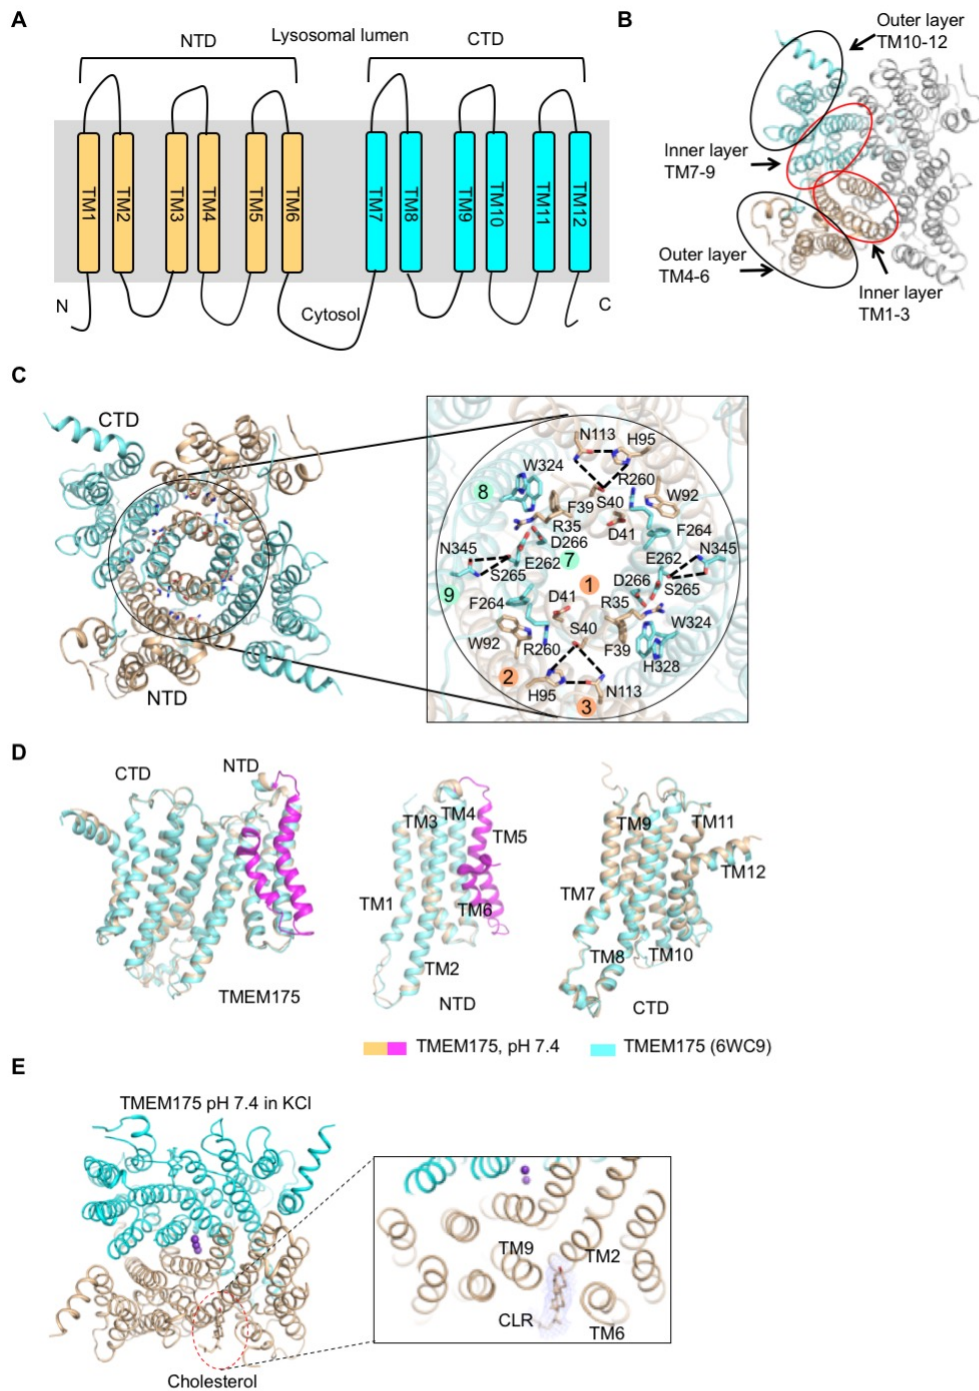 A
NTD
Lysosomal lumen
CTD
TM1
TM2
TM3
TM4
TM5
TM6
TM7
TM8
TM9
TM10
TM11
TM12
N
Cytosol
C
B
Outer layer
TM10-12
Inner layer
TM7-9
Outer layer
TM4-6
Inner layer
TM1-3
C
CTD
NTD
N113
H95
W324
R260
8
W92
F39
S40
R35
D41
F264
D266
N345
E262
E262
N345
S265
7
D266
S265
9
1
D41
R35
F264
S40
W324
W92
R260
F39
H328
2
H95
N113
3
D
CTD
NTD
TMEM175
TM3
TM4
TM5
TM1
TM6
TM2
NTD
TM9
TM11
TM12
TM7
TM8
TM10
CTD
TMEM175, pH 7.4
TMEM175 (6WC9)
E
TMEM175 pH 7.4 in KCl
Cholesterol
TM9
TM2
CLR
TM6